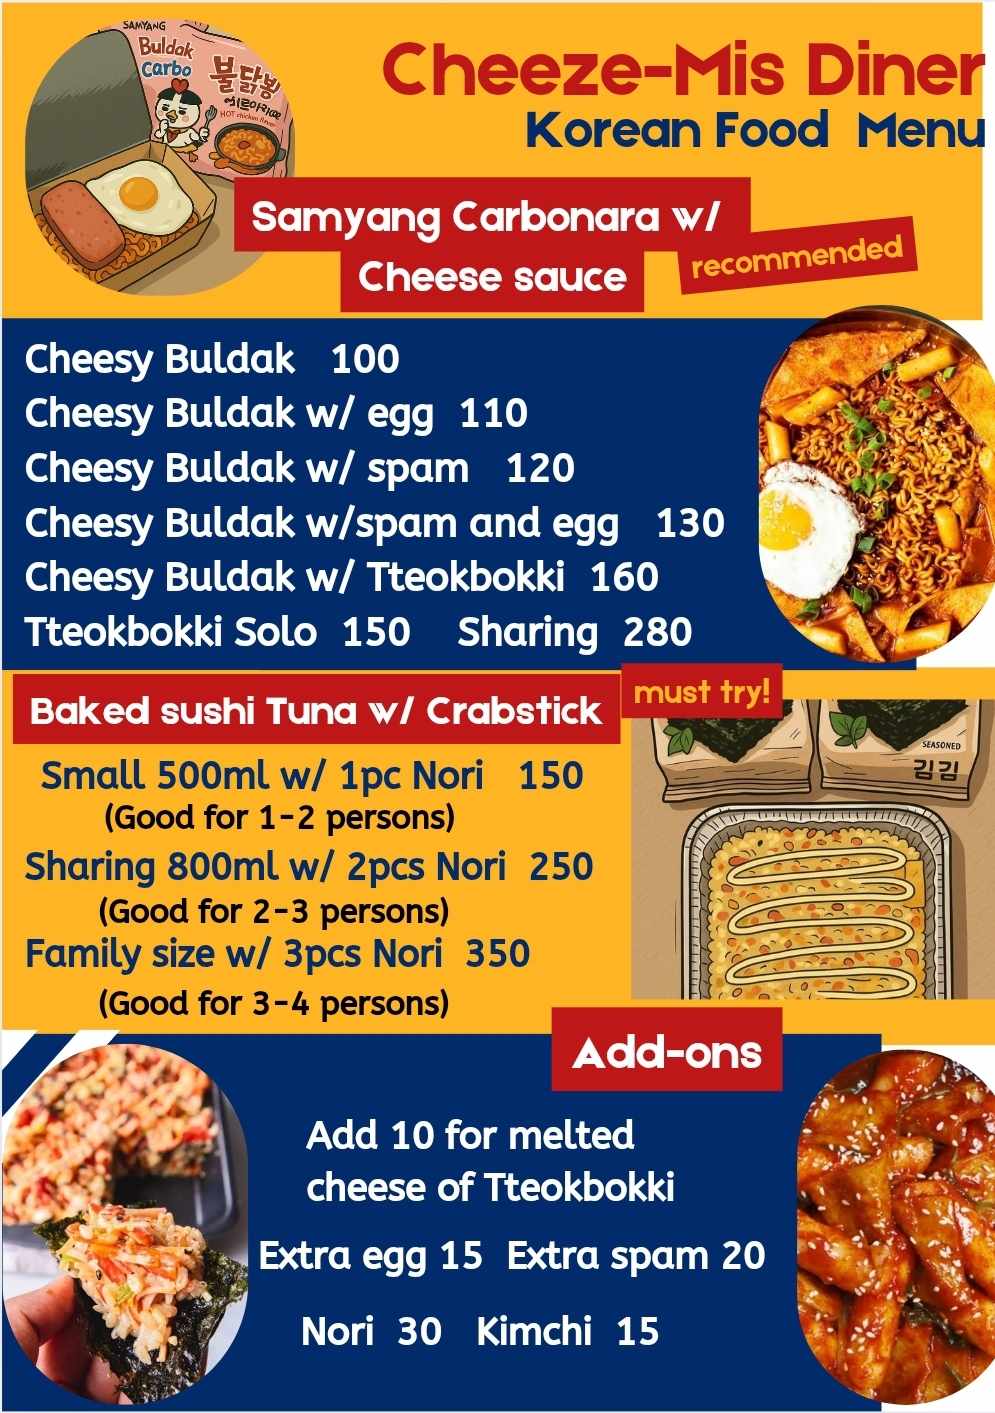 SAMYANG
Buldak
Carbo
HOT chicken flavor
Cheeze-Mis Diner
Korean Food Menu
Samyang Carbonara w/
Cheese sauce
recommended
Cheesy Buldak 100
Cheesy Buldak w/ egg 110
Cheesy Buldak w/ spam 120
Cheesy Buldak w/spam and egg 130
Cheesy Buldak w/ Tteokbokki 160
Tteokbokki Solo 150 Sharing 280
Baked sushi Tuna w/ Crabstick
must try!
Small 500ml w/ 1pc Nori 150
(Good for 1-2 persons)
Sharing 800ml w/ 2pcs Nori 250
(Good for 2-3 persons)
Family size w/ 3pcs Nori 350
(Good for 3-4 persons)
SEASONED
김김
Add-ons
Add 10 for melted
cheese of Tteokbokki
Extra egg 15 Extra spam 20
Nori 30 Kimchi 15